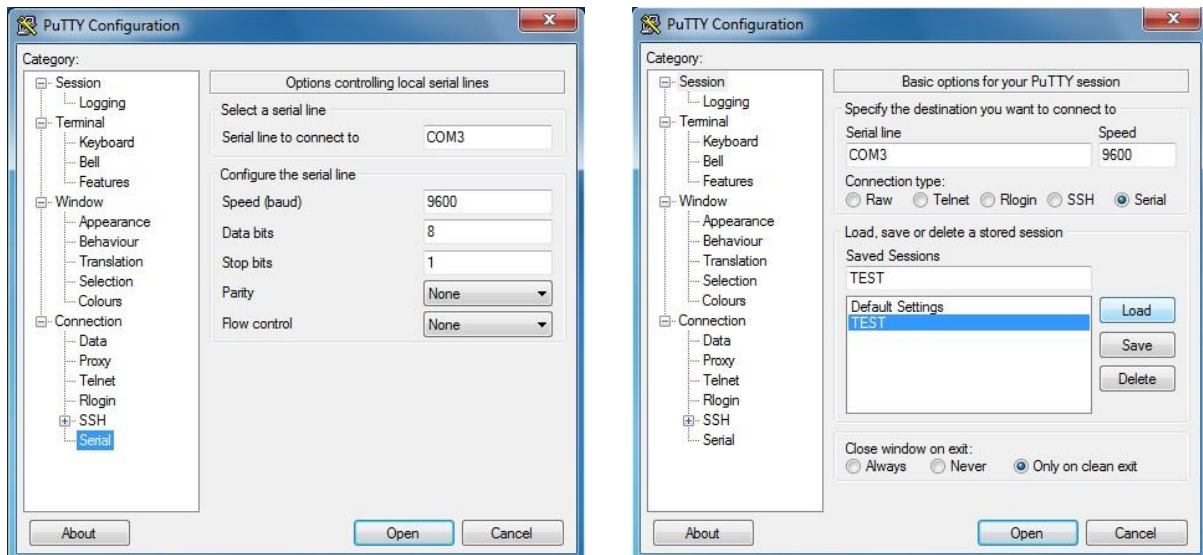 PuTTY Configuration
Category:
Session
Logging
Terminal
Keyboard
Bell
Features
Window
Appearance
Behaviour
Translation
Selection
Colours
Connection
Data
Proxy
Telnet
Rlogin
SSH
Serial
Options controlling local serial lines
Select a serial line
Serial line to connect to COM3
Configure the serial line
Speed (baud) 9600
Data bits 8
Stop bits 1
Parity None
Flow control None
About Open Cancel
PuTTY Configuration
Category:
Session
Logging
Terminal
Keyboard
Bell
Features
Window
Appearance
Behaviour
Translation
Selection
Colours
Connection
Data
Proxy
Telnet
Rlogin
SSH
Serial
Basic options for your PuTTY session
Specify the destination you want to connect to
Serial line Speed
COM3 9600
Connection type:
Raw Telnet Rlogin SSH Serial
Load, save or delete a stored session
Saved Sessions
TEST
Default Settings
TEST
Load
Save
Delete
Close window on exit:
Always Never Only on clean exit
About Open Cancel